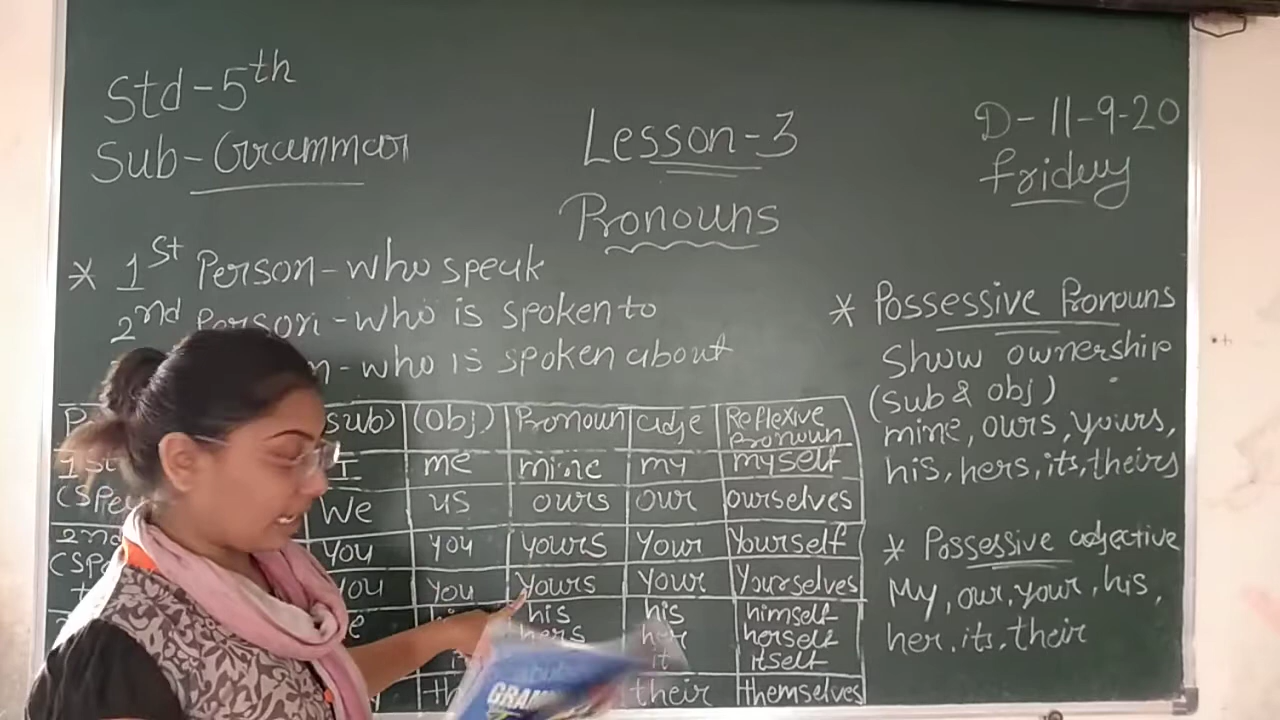 Std-5th
Sub-Grammar
Lesson-3
Pronouns
D-11-9-20
Friday
* 1st Person-who speak
2nd Person-who is spoken to
-who is spoken about
(Obj.) Pronoun adje Reflexive pronoun
1st I me mine my myself
We us ours our ourselves
2nd You you yours your Yourself
you you yours your Yourselves
his his himself
hers her herself
it itself
their themselves
* Possessive Pronouns
Show ownership
(sub & obj)
mine, ours, yours,
his, hers, its, theirs
* Possessive adjective
My, our, your, his,
her, its, their